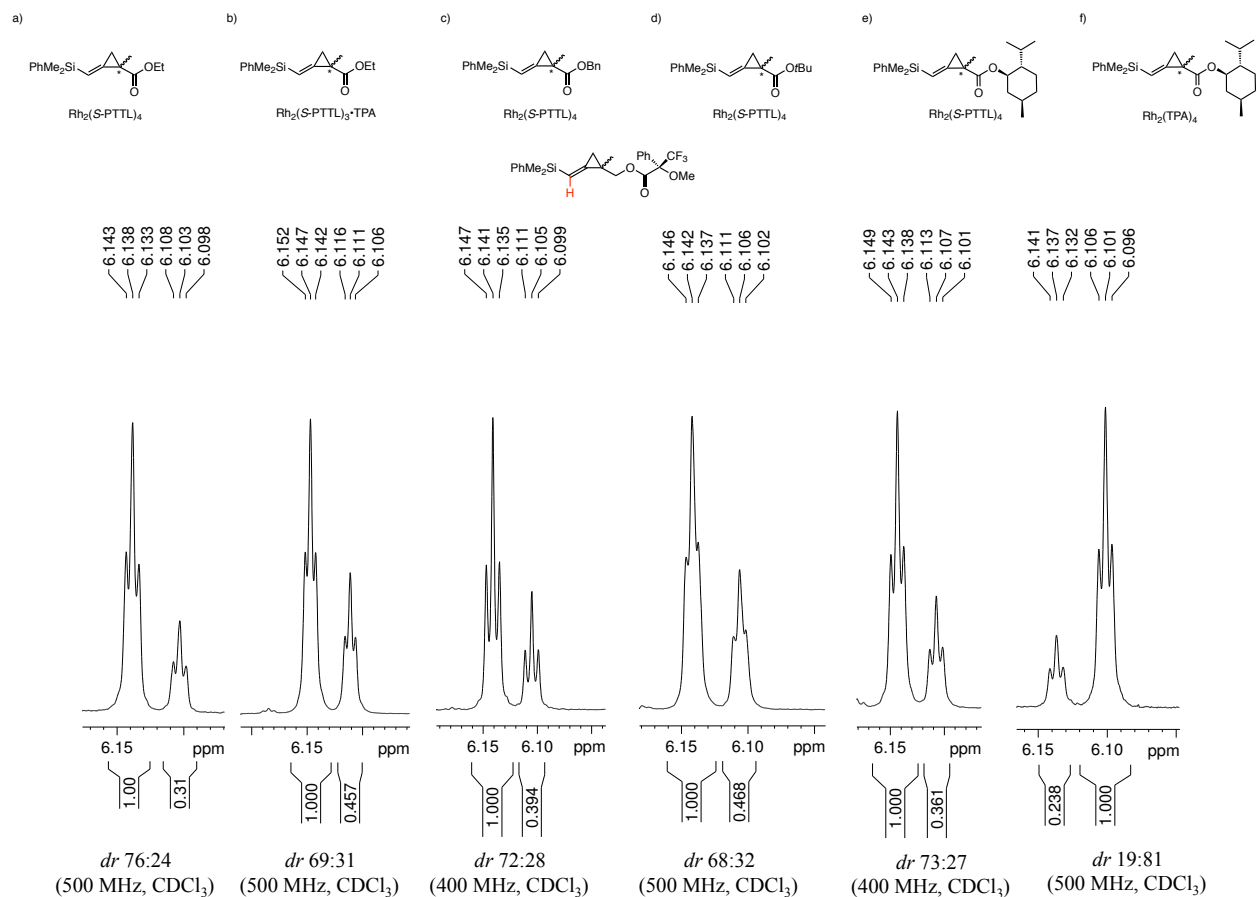 a) b) c) d) e) f)
PhMe2Si * OEt O
Rh2(S-PTTL)4
PhMe2Si * OEt O
Rh2(S-PTTL)3•TPA
PhMe2Si * OBn O
Rh2(S-PTTL)4
PhMe2Si * OtBu O
Rh2(S-PTTL)4
PhMe2Si * O O
Rh2(S-PTTL)4
PhMe2Si * O O
Rh2(TPA)4
PhMe2Si H O O Ph CF3 OMe
6.143 6.138 6.133 6.108 6.103 6.098
6.152 6.147 6.142 6.116 6.111 6.106
6.147 6.141 6.135 6.111 6.105 6.099
6.146 6.142 6.137 6.111 6.106 6.102
6.149 6.143 6.138 6.113 6.107 6.101
6.141 6.137 6.132 6.106 6.101 6.096
6.15 ppm
6.15 ppm
6.15 6.10 ppm
6.15 6.10 ppm
6.15 ppm
6.15 6.10 ppm
1.00 0.31
1.000 0.457
1.000 0.394
1.000 0.468
1.000 0.361
0.238 1.000
dr 76:24
(500 MHz, CDCl3)
dr 69:31
(500 MHz, CDCl3)
dr 72:28
(400 MHz, CDCl3)
dr 68:32
(500 MHz, CDCl3)
dr 73:27
(400 MHz, CDCl3)
dr 19:81
(500 MHz, CDCl3)